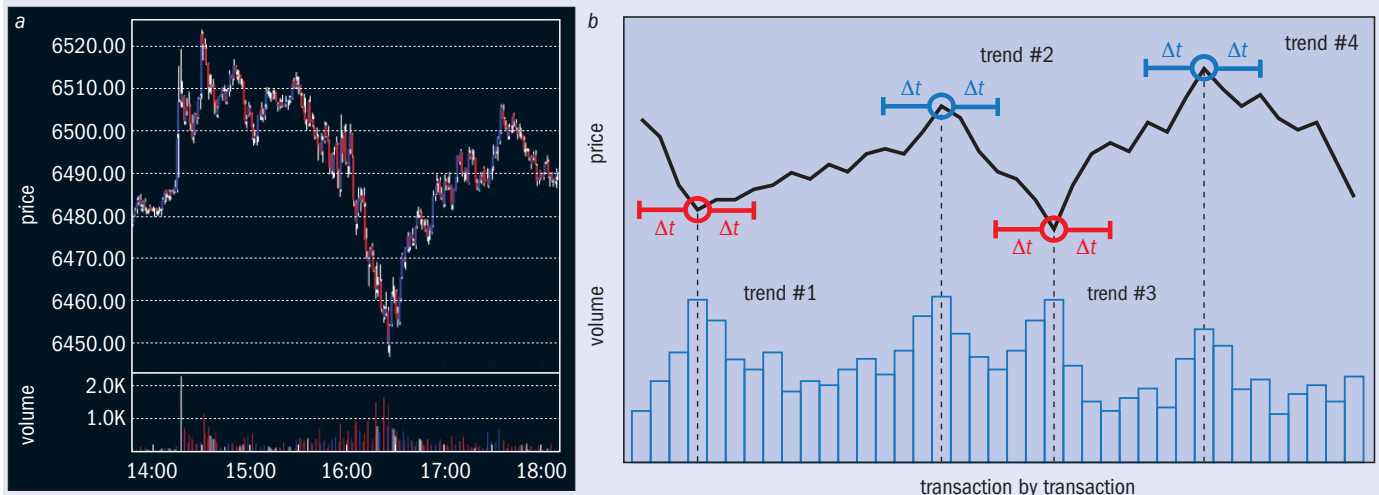 a
price
6520.00
6510.00
6500.00
6490.00
6480.00
6470.00
6460.00
6450.00
volume
2.0K
1.0K
14:00 15:00 16:00 17:00 18:00
b
price
trend #2
trend #4
Δt Δt
Δt Δt
Δt Δt
Δt Δt
volume
trend #1
trend #3
transaction by transaction